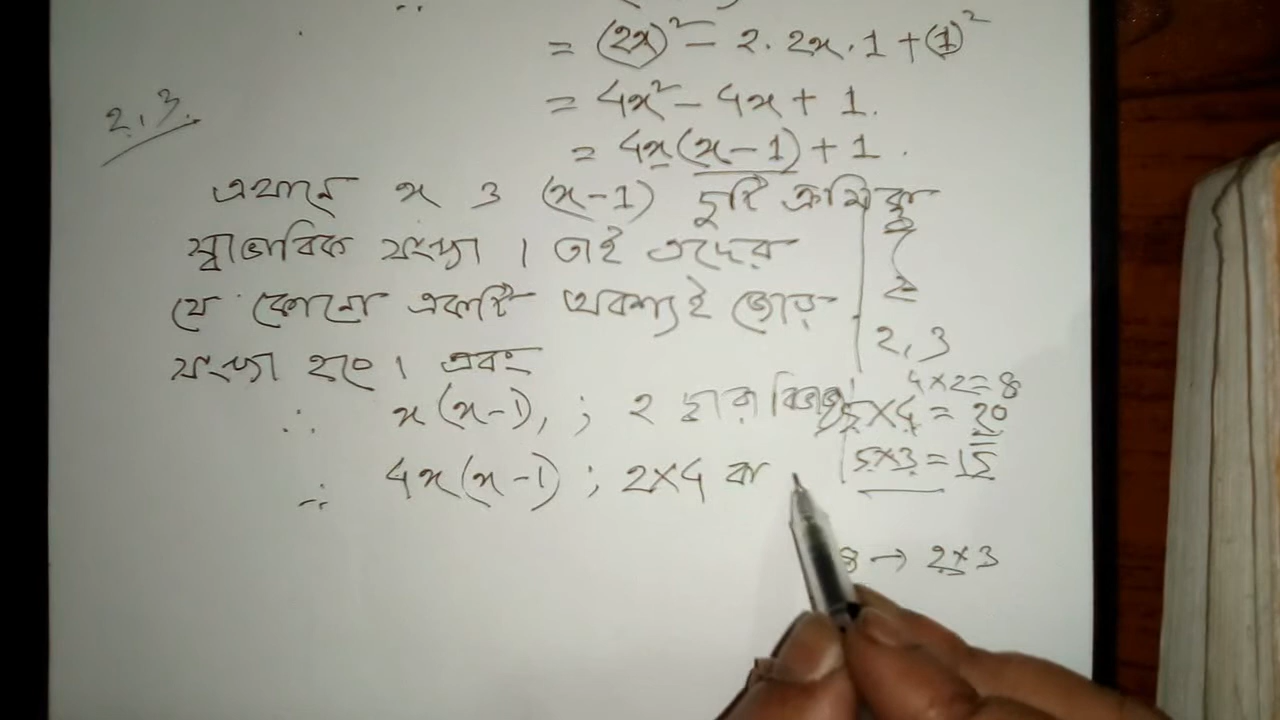 = (2x)² − 2. 2x . 1 + (1)²
= 4x² − 4x + 1.
= 4x(x−1) + 1 .
2,3.
এখানে x ও (x−1) দুটি ক্রমিক
স্বাভাবিক সংখ্যা । তাই এদের
যে কোনো একটি অবশ্যই জোড়
সংখ্যা হবে । এবং
∴ x(x−1), ; 2 দ্বারা বিভাজ্য
∴ 4x(x−1) ; 2×4 বা
2, 3
4×2=8
5×4 = 20
5×3 = 15
8 → 2×3